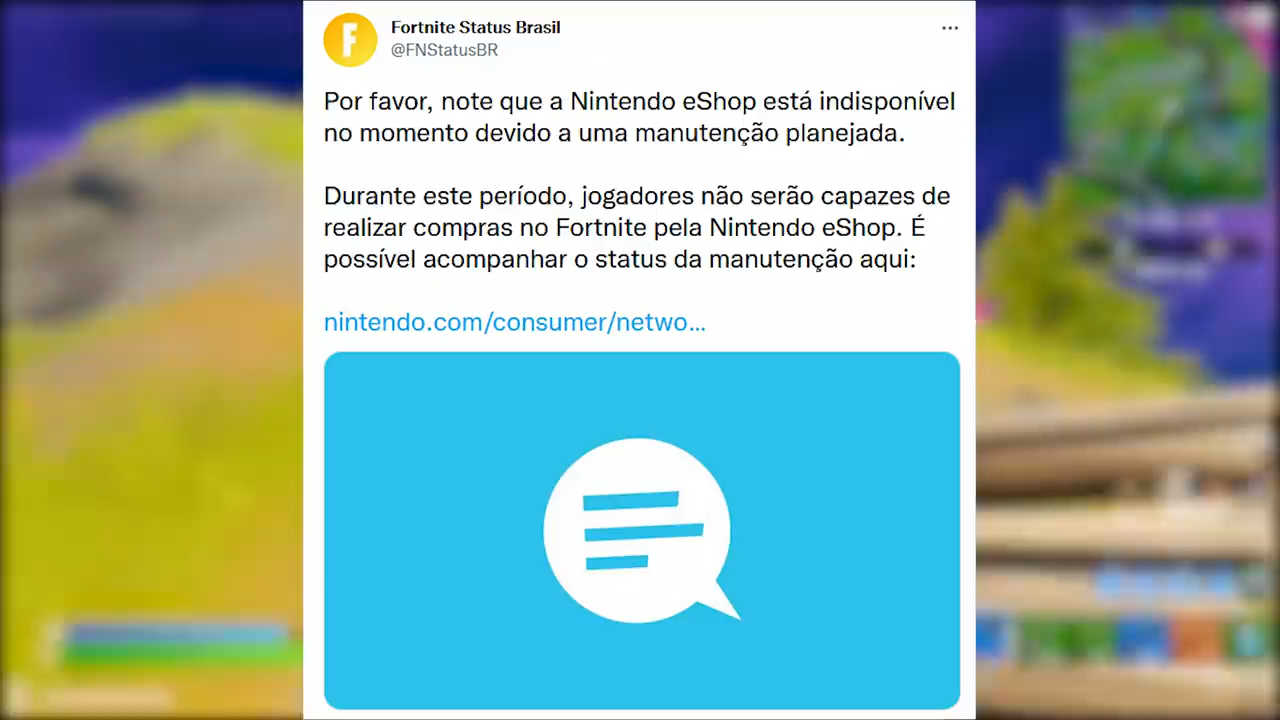 Fortnite Status Brasil
@FNStatusBR
Por favor, note que a Nintendo eShop está indisponível
no momento devido a uma manutenção planejada.
Durante este período, jogadores não serão capazes de
realizar compras no Fortnite pela Nintendo eShop. É
possível acompanhar o status da manutenção aqui:
nintendo.com/consumer/netwo...